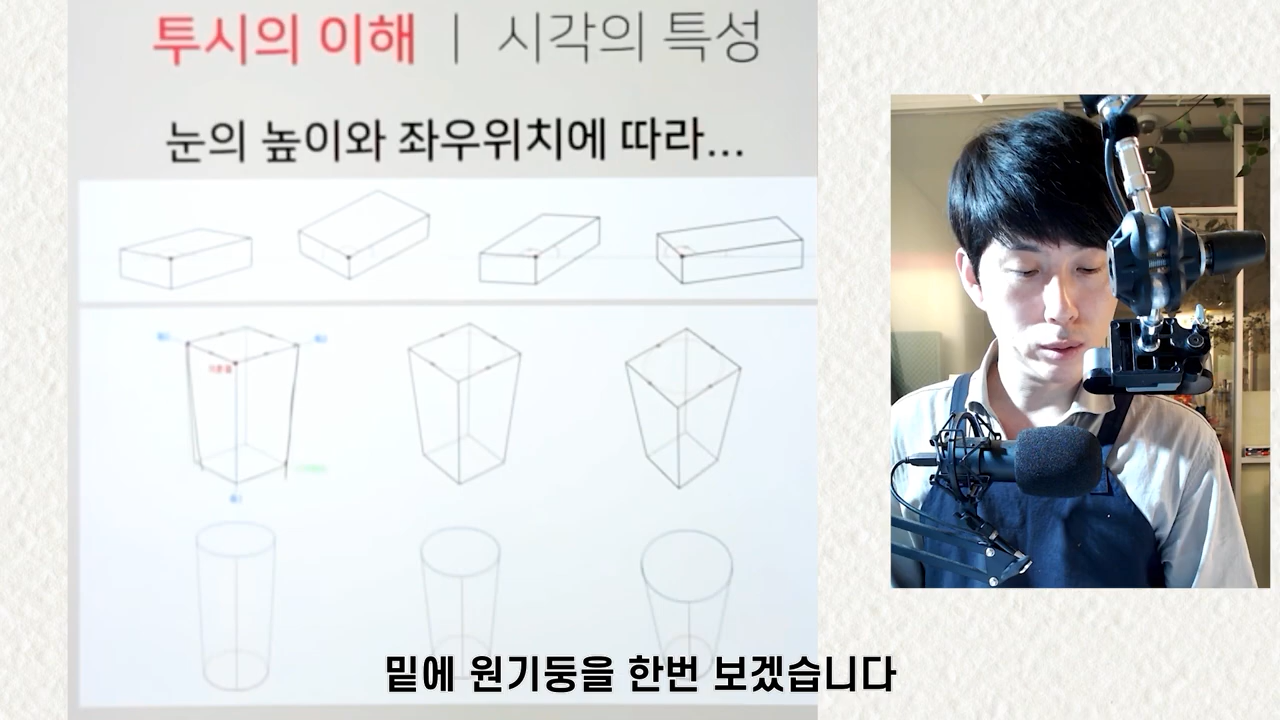 투시의 이해 | 시각의 특성
눈의 높이와 좌우위치에 따라...
밑에 원기둥을 한번 보겠습니다